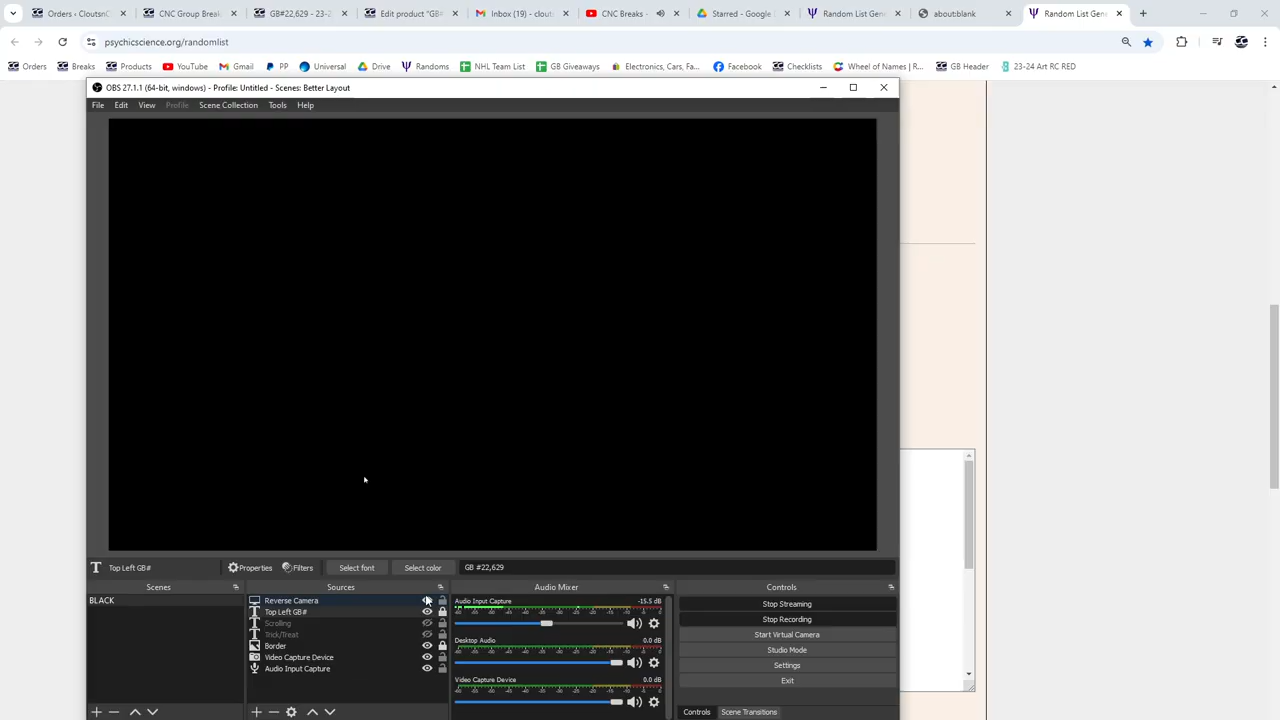 Orders ‹ CloutsnC
CNC Group Break
GB#22,629 - 23-2
Edit product "GB
Inbox (19) - clout
CNC Breaks -
Starred - Google
Random List Gen
about:blank
Random List Gene
psychicscience.org/randomlist
Orders
Breaks
Products
YouTube
Gmail
PP
Universal
Drive
Randoms
NHL Team List
GB Giveaways
Electronics, Cars, Fa...
Facebook
Checklists
Wheel of Names | R...
GB Header
23-24 Art RC RED
OBS 27.1.1 (64-bit, windows) - Profile: Untitled - Scenes: Better Layout
File Edit View Profile Scene Collection Tools Help
Top Left GB#
Properties
Filters
Select font
Select color
GB #22,629
Scenes
BLACK
Sources
Reverse Camera
Top Left GB#
Scrolling
Trick/Treat
Border
Video Capture Device
Audio Input Capture
Audio Mixer
Audio Input Capture -15.5 dB
Desktop Audio 0.0 dB
Video Capture Device 0.0 dB
Controls
Stop Streaming
Stop Recording
Start Virtual Camera
Studio Mode
Settings
Exit
Controls
Scene Transitions